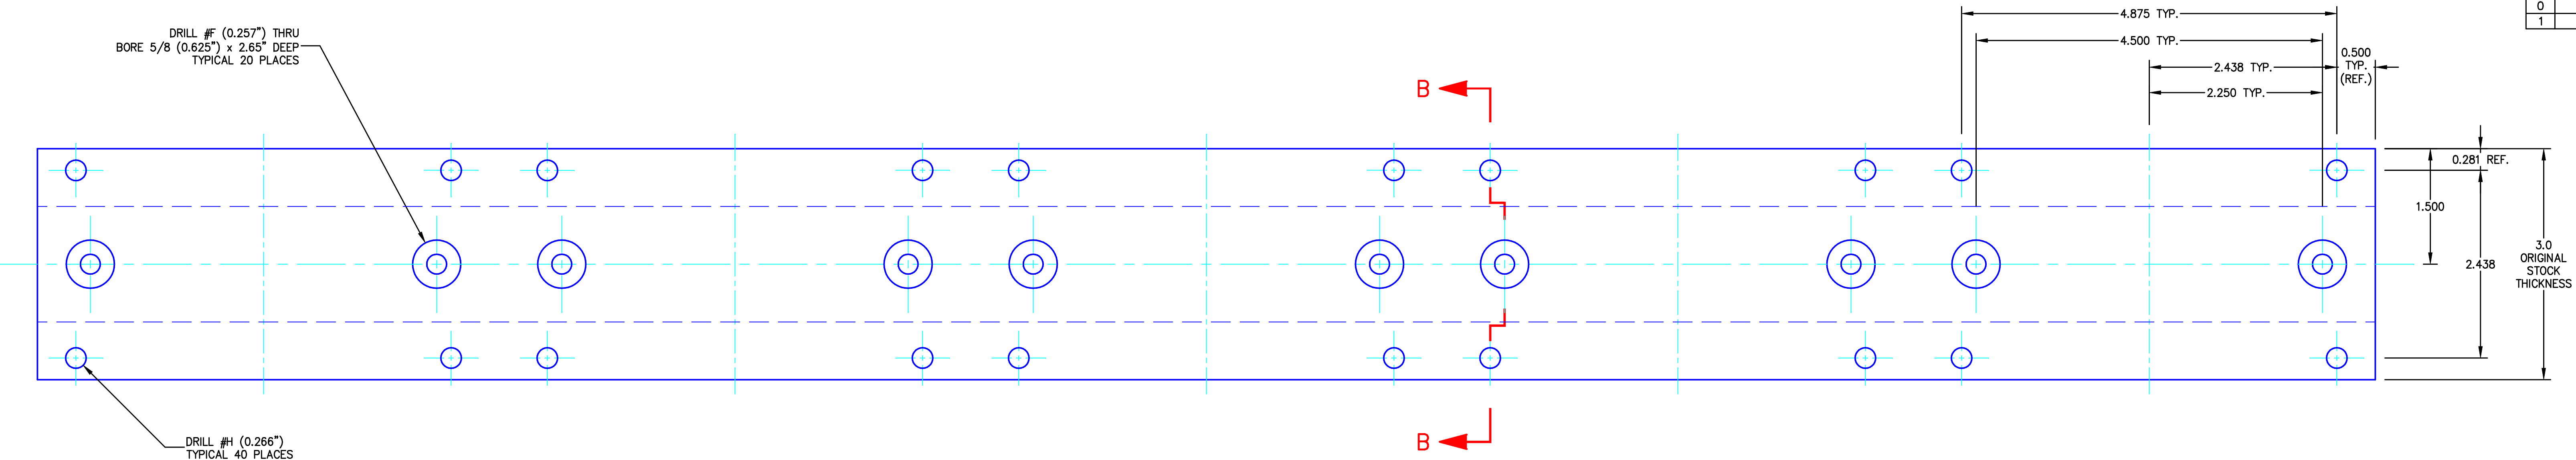 0
1
4.875 TYP.
4.500 TYP.
0.500
TYP.
(REF.)
2.438 TYP.
2.250 TYP.
DRILL #F (0.257") THRU
BORE 5/8 (0.625") x 2.65" DEEP
TYPICAL 20 PLACES
B
0.281 REF.
1.500
2.438
3.0
ORIGINAL
STOCK
THICKNESS
B
DRILL #H (0.266")
TYPICAL 40 PLACES